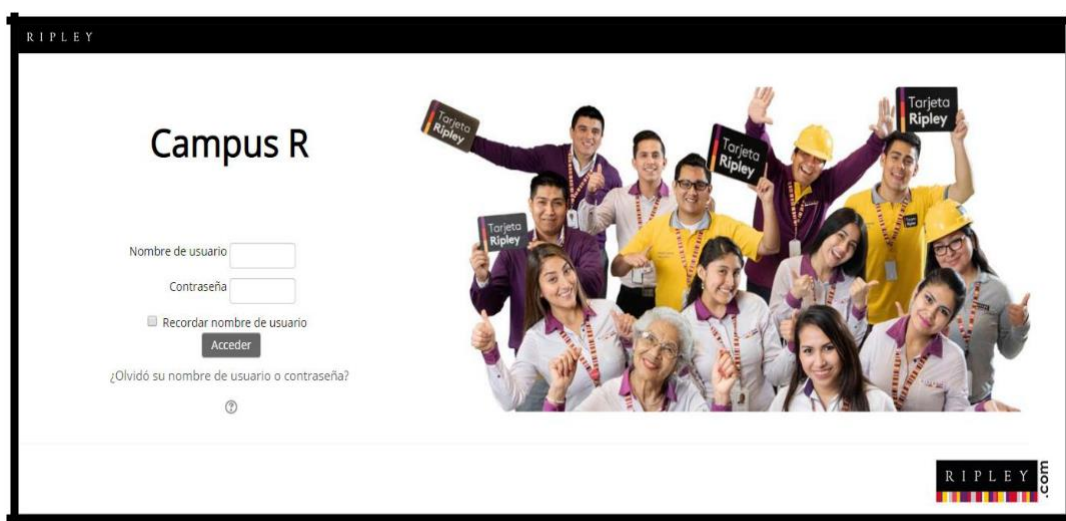 RIPLEY
Campus R
Nombre de usuario
Contraseña
Recordar nombre de usuario
Acceder
¿Olvidó su nombre de usuario o contraseña?
?
Tarjeta
Ripley
Tarjeta
Ripley
Tarjeta
Ripley
Tarjeta
Ripley
RIPLEY
.com